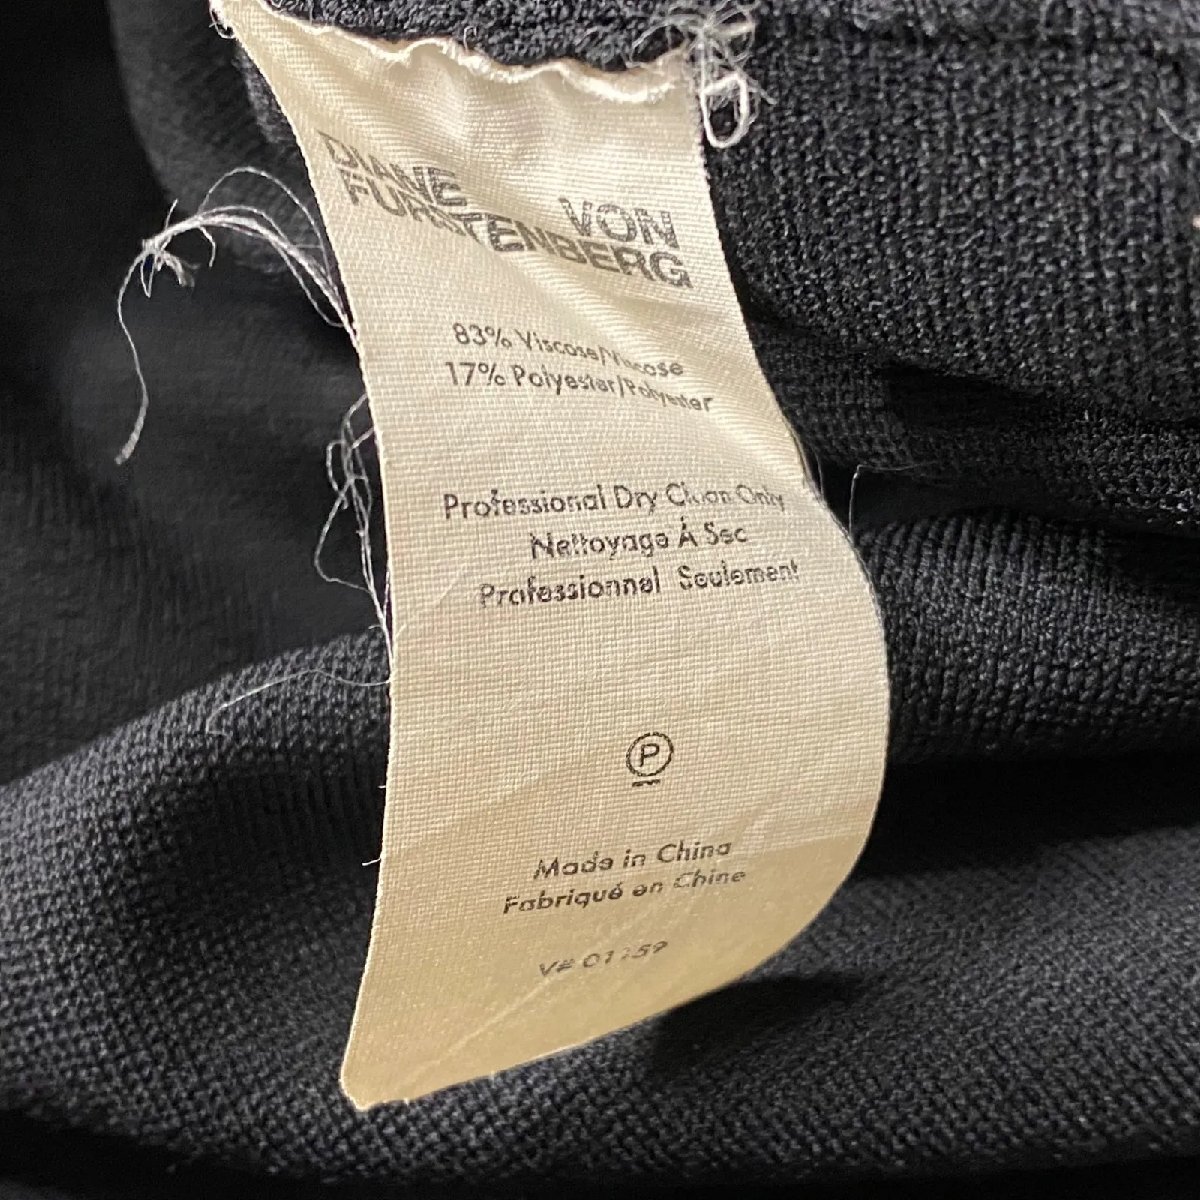 DIANE VON
FURSTENBERG
83% Viscose/Viscose
17% Polyester/Polyester
Professional Dry Clean Only
Nettoyage À Sec
Professionnel Seulement
P
Made in China
Fabriqué en Chine
V#